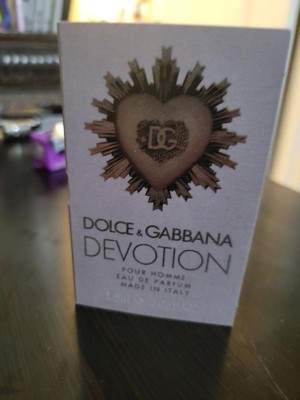 DG
DOLCE & GABBANA
DEVOTION
POUR HOMME
EAU DE PARFUM
MADE IN ITALY